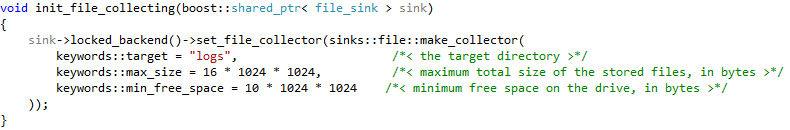 void init_file_collecting(boost::shared_ptr< file_sink > sink)
{
    sink->locked_backend()->set_file_collector(sinks::file::make_collector(
        keywords::target = "logs",                      /*< the target directory >*/
        keywords::max_size = 16 * 1024 * 1024,          /*< maximum total size of the stored files, in bytes >*/
        keywords::min_free_space = 10 * 1024 * 1024    /*< minimum free space on the drive, in bytes >*/
    ));
}